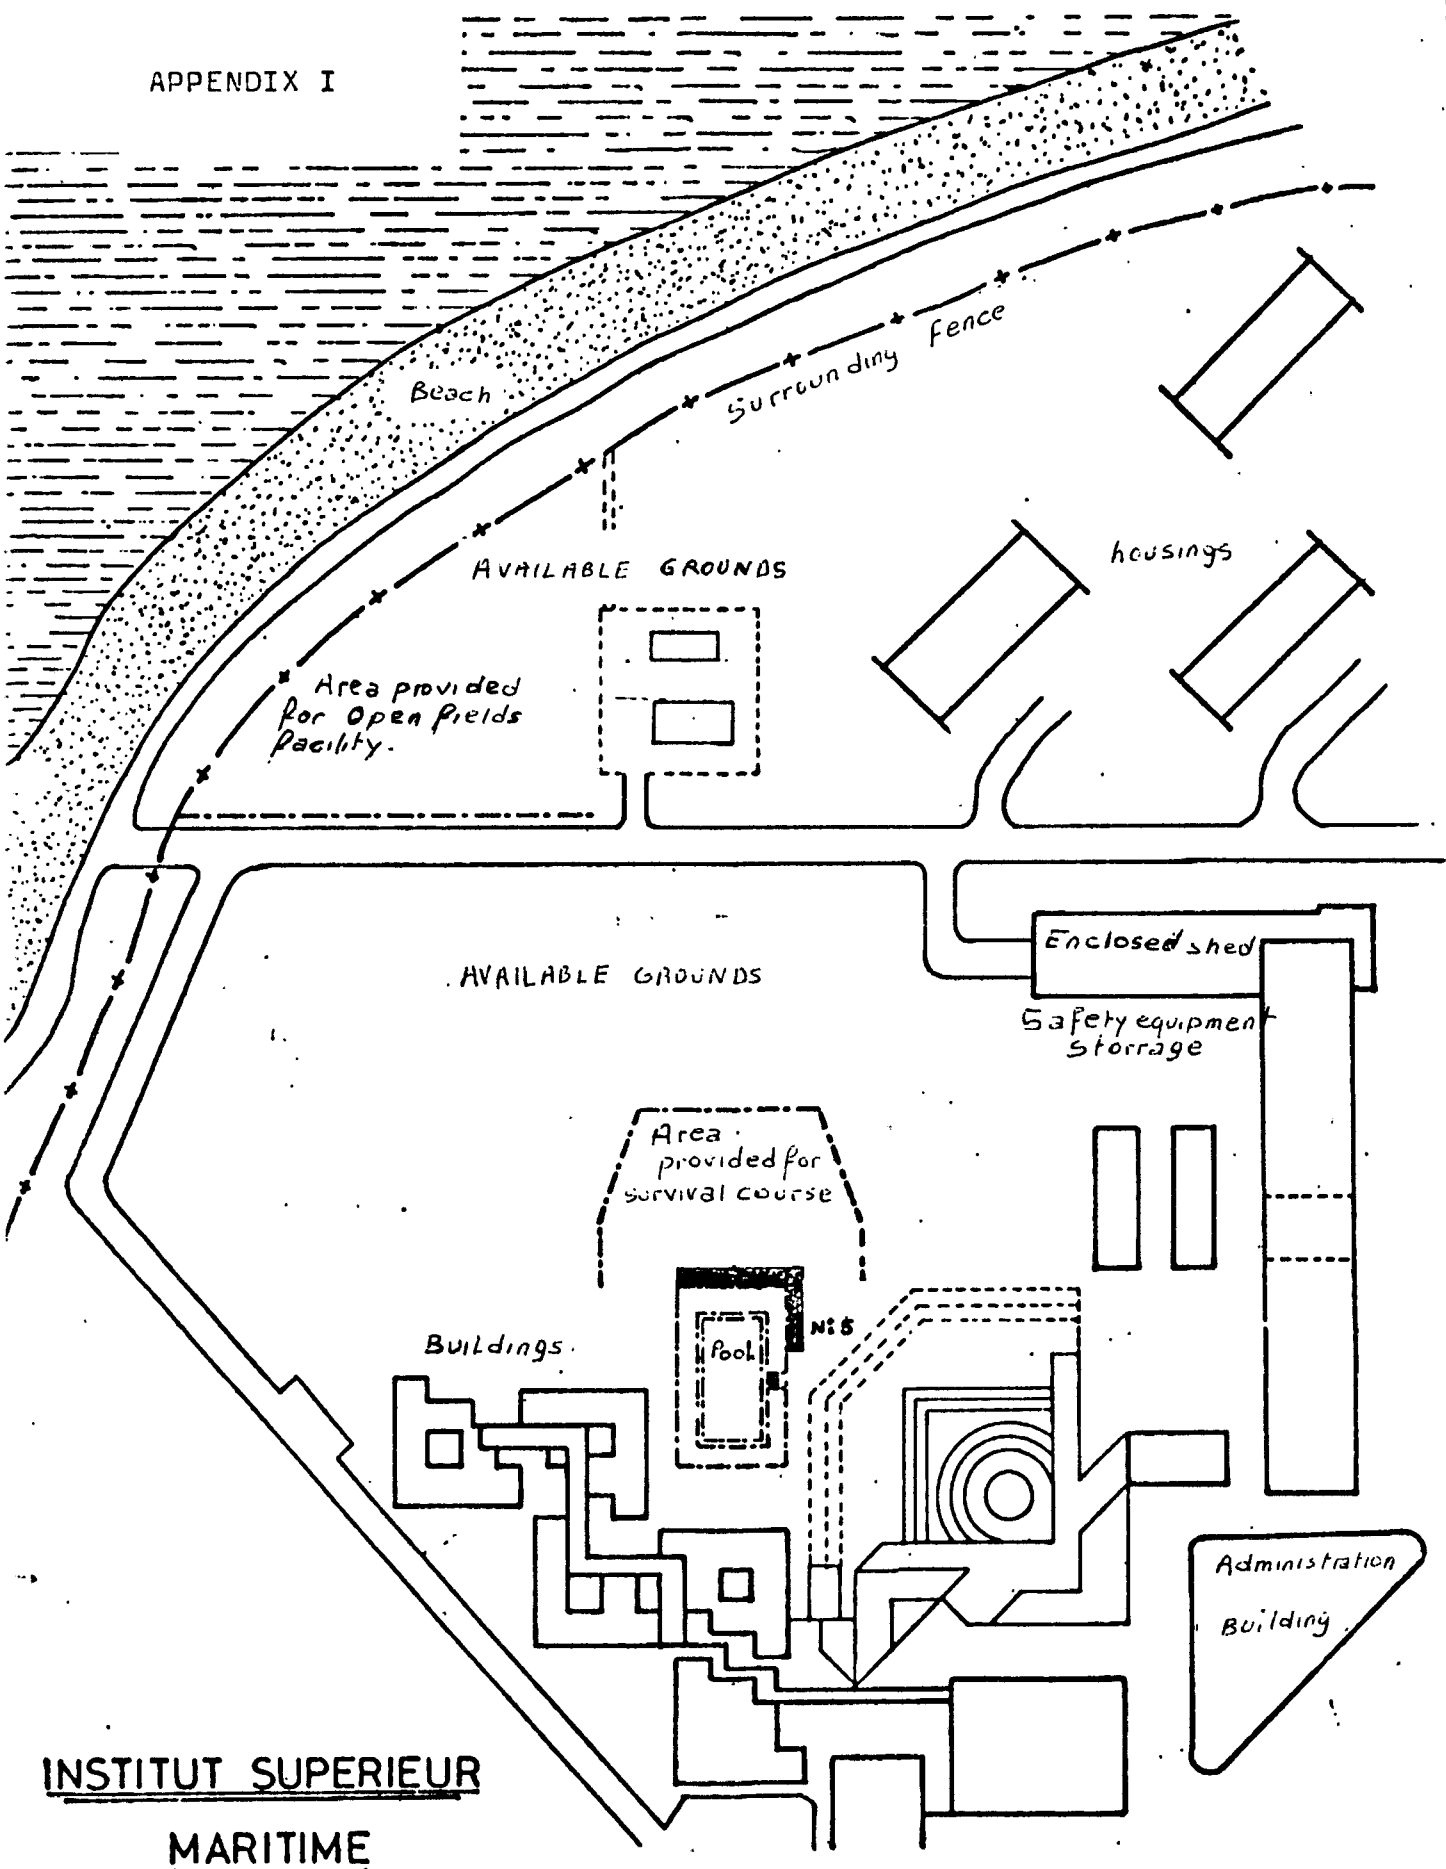 APPENDIX I
Beach
Surrounding fence
AVAILABLE GROUNDS
housings
Area provided
for Open fields
facility.
Enclosed shed
AVAILABLE GROUNDS
Safety equipment
storrage
Area
provided for
survival course
N:5
Pool
Buildings
Administration
Building
INSTITUT SUPERIEUR
MARITIME